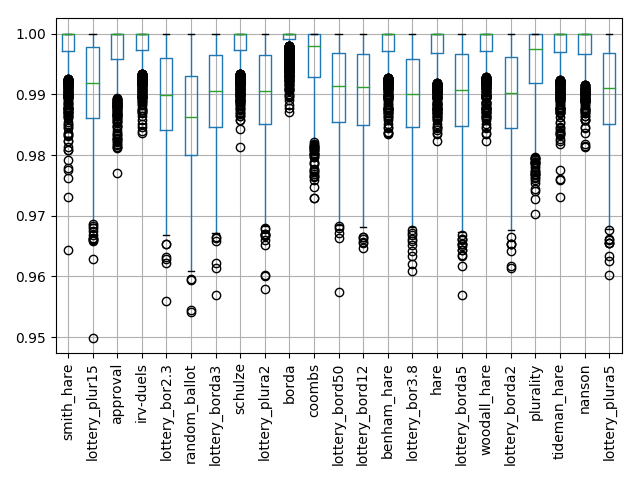 1.00
0.99
0.98
0.97
0.96
0.95
smith_hare
lottery_plur15
approval
irv-duels
lottery_bor2.3
random_ballot
lottery_borda3
schulze
lottery_plura2
borda
coombs
lottery_bord50
lottery_bord12
benham_hare
lottery_bor3.8
hare
lottery_borda5
woodall_hare
lottery_borda2
plurality
tideman_hare
nanson
lottery_plura5